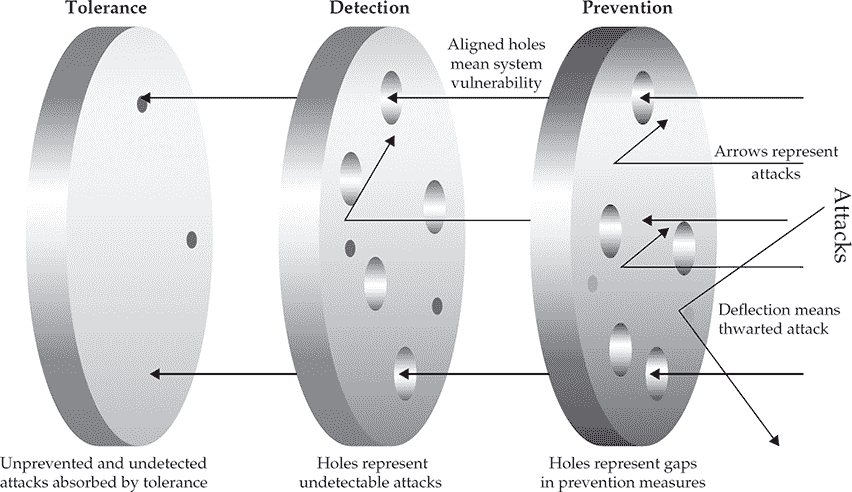 Tolerance
Detection
Prevention
Aligned holes
mean system
vulnerability
Arrows represent
attacks
Attacks
Deflection means
thwarted attack
Unprevented and undetected
attacks absorbed by tolerance
Holes represent
undetectable attacks
Holes represent gaps
in prevention measures